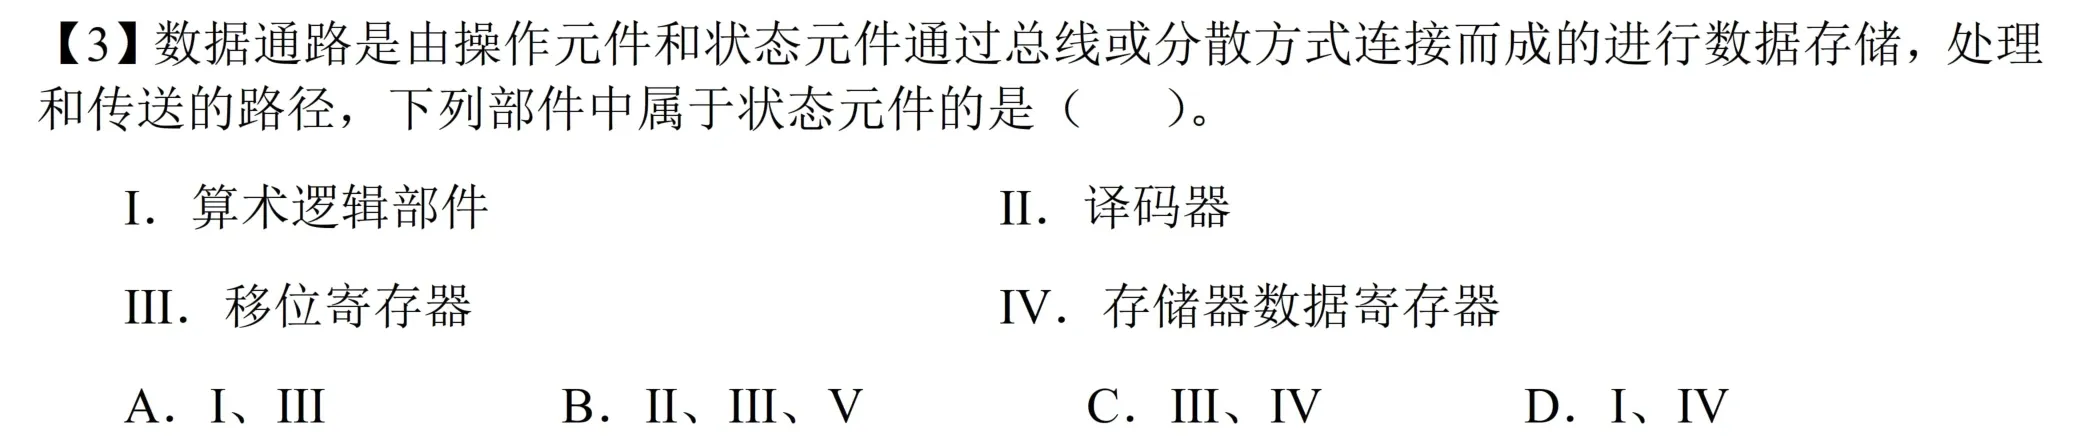 【3】数据通路是由操作元件和状态元件通过总线或分散方式连接而成的进行数据存储，处理
和传送的路径，下列部件中属于状态元件的是（　　）。
I. 算术逻辑部件 II. 译码器
III. 移位寄存器 IV. 存储器数据寄存器
A. I、III B. II、III、V C. III、IV D. I、IV